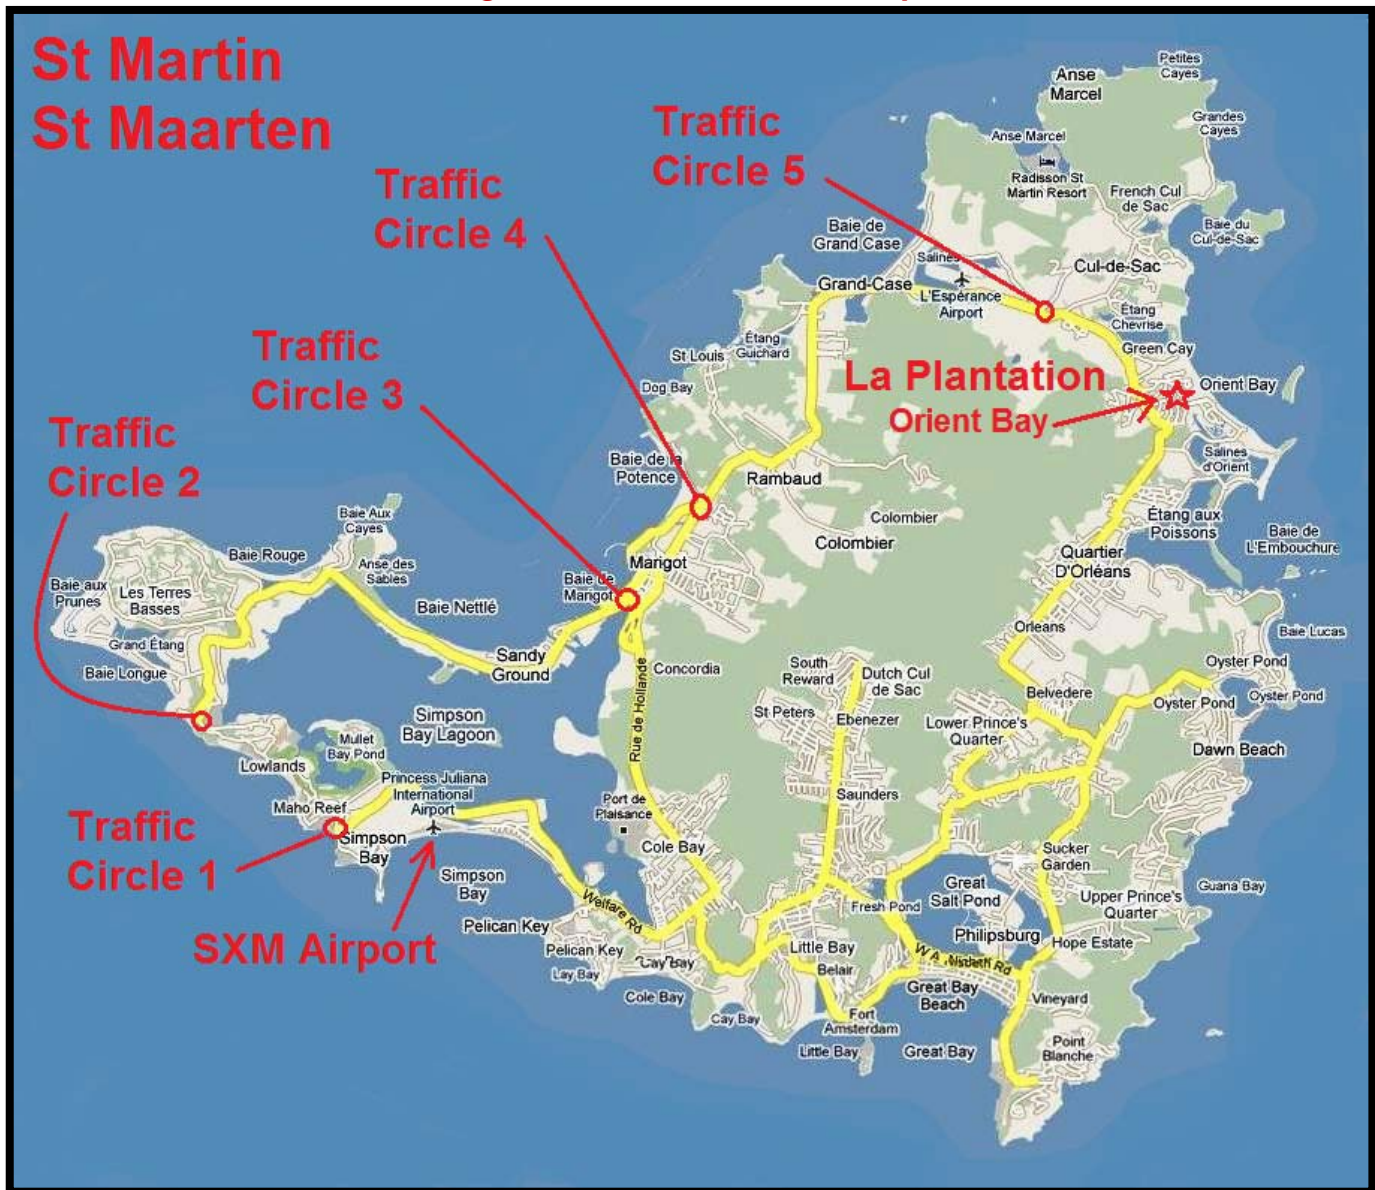 St Martin
St Maarten
Traffic
Circle 5
Traffic
Circle 4
Traffic
Circle 3
Traffic
Circle 2
Traffic
Circle 1
SXM Airport
La Plantation
Orient Bay
Petites
Cayes
Anse
Marcel
Grandes
Cayes
Anse Marcel
Radisson St
Martin Resort
French Cul
de Sac
Baie du
Cul-de-Sac
Baie de
Grand Case
Salines
Cul-de-Sac
Grand-Case
L'Espérance
Airport
Étang
Chevrise
Étang
Guichard
St Louis
Green Cay
Dog Bay
Orient Bay
Baie de la
Potence
Rambaud
Salines
d'Orient
Colombier
Colombier
Étang aux
Poissons
Baie de
L'Embouchure
Baie Aux
Cayes
Baie Rouge
Anse des
Sables
Marigot
Quartier
D'Orléans
Baie aux
Prunes
Les Terres
Basses
Baie de
Marigot
Baie Nettlé
Orleans
Baie Lucas
Grand Étang
Baie Longue
Sandy
Ground
Concordia
South
Reward
Dutch Cul
de Sac
Oyster Pond
Oyster Pond
Oyster Pond
Belvedere
Rue de Hollande
St Peters
Ebenezer
Lower Prince's
Quarter
Simpson
Bay Lagoon
Mullet
Bay Pond
Dawn Beach
Lowlands
Princess Juliana
International
Airport
Maho Reef
Port de
Plaisance
Saunders
Simpson
Bay
Cole Bay
Sucker
Garden
Simpson
Bay
Great
Salt Pond
Upper Prince's
Quarter
Guana Bay
Welfare Rd
Fresh Pond
Pelican Key
Philipsburg
Hope Estate
Pelican Key
Cay Bay
Little Bay
W A Nisbeth Rd
Lay Bay
Belair
Great Bay
Beach
Vineyard
Cole Bay
Cay Bay
Fort
Amsterdam
Point
Blanche
Little Bay
Great Bay